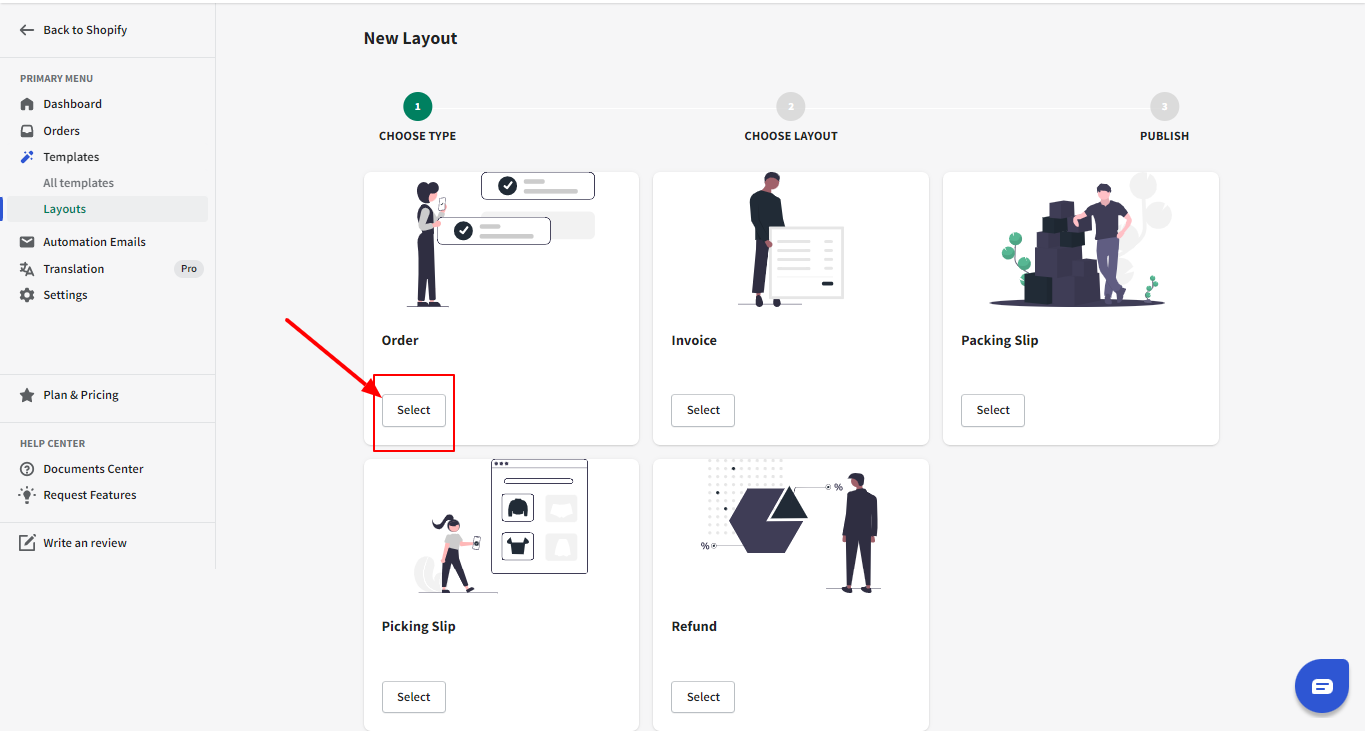 Back to Shopify
PRIMARY MENU
Dashboard
Orders
Templates
All templates
Layouts
Automation Emails
Translation Pro
Settings
Plan & Pricing
HELP CENTER
Documents Center
Request Features
Write an review
New Layout
1 2 3
CHOOSE TYPE CHOOSE LAYOUT PUBLISH
Order Invoice Packing Slip
Select Select Select
%
%
Picking Slip Refund
Select Select